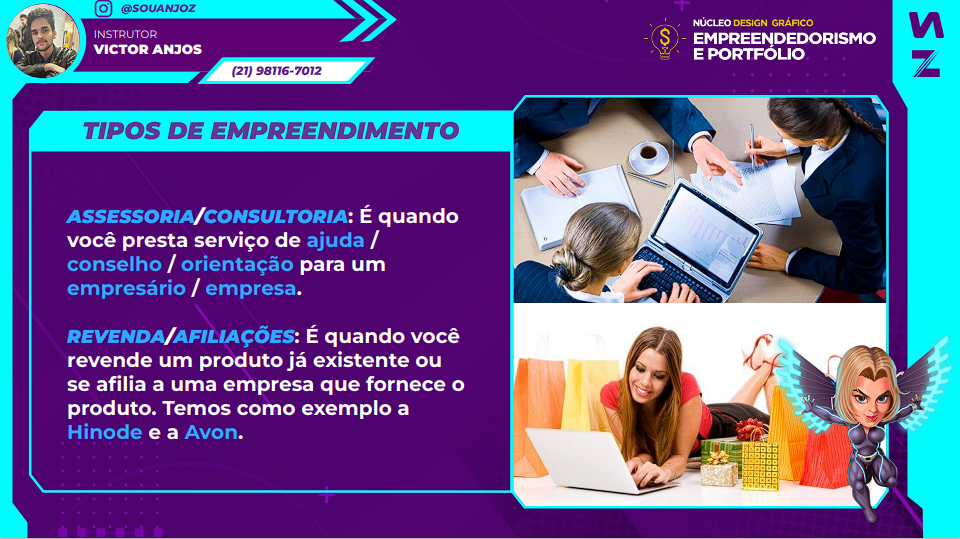 @SOUANJOZ
INSTRUTOR
VICTOR ANJOS
(21) 98116-7012
NÚCLEO DESIGN GRÁFICO
EMPREENDEDORISMO
E PORTFÓLIO
TIPOS DE EMPREENDIMENTO
ASSESSORIA/CONSULTORIA: É quando
você presta serviço de ajuda /
conselho / orientação para um
empresário / empresa.
REVENDA/AFILIAÇÕES: É quando você
revende um produto já existente ou
se afilia a uma empresa que fornece o
produto. Temos como exemplo a
Hinode e a Avon.